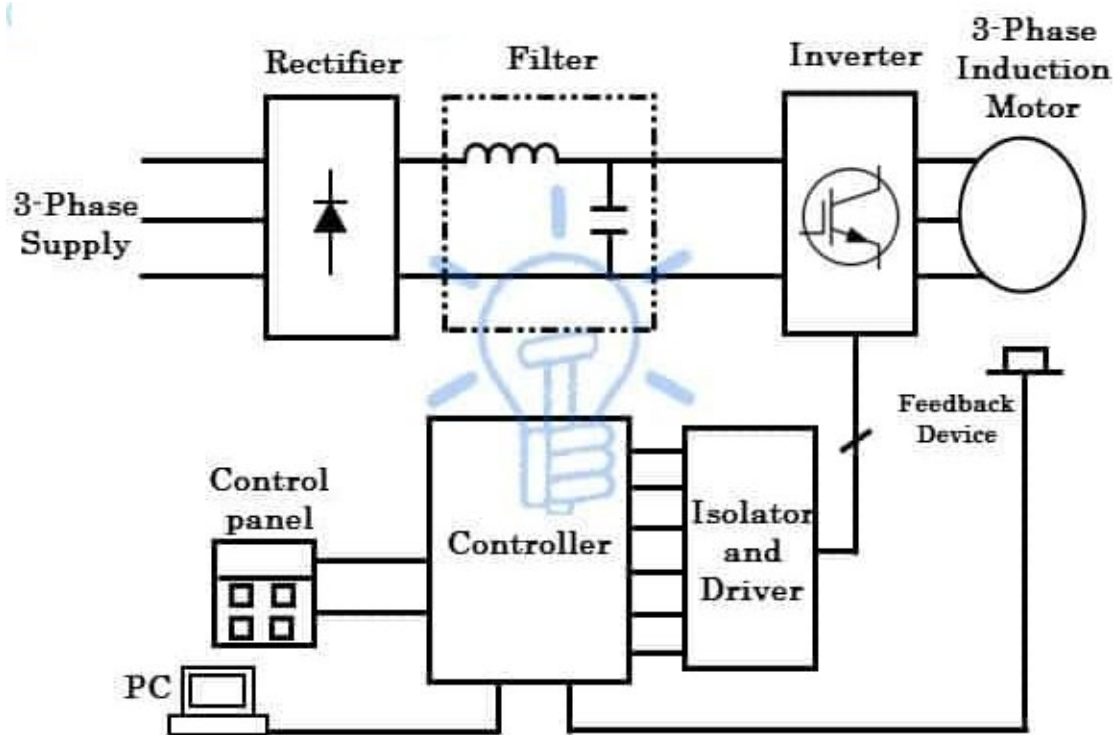 Rectifier
Filter
Inverter
3-Phase
Induction
Motor
3-Phase
Supply
Feedback
Device
Control
panel
Controller
Isolator
and
Driver
PC